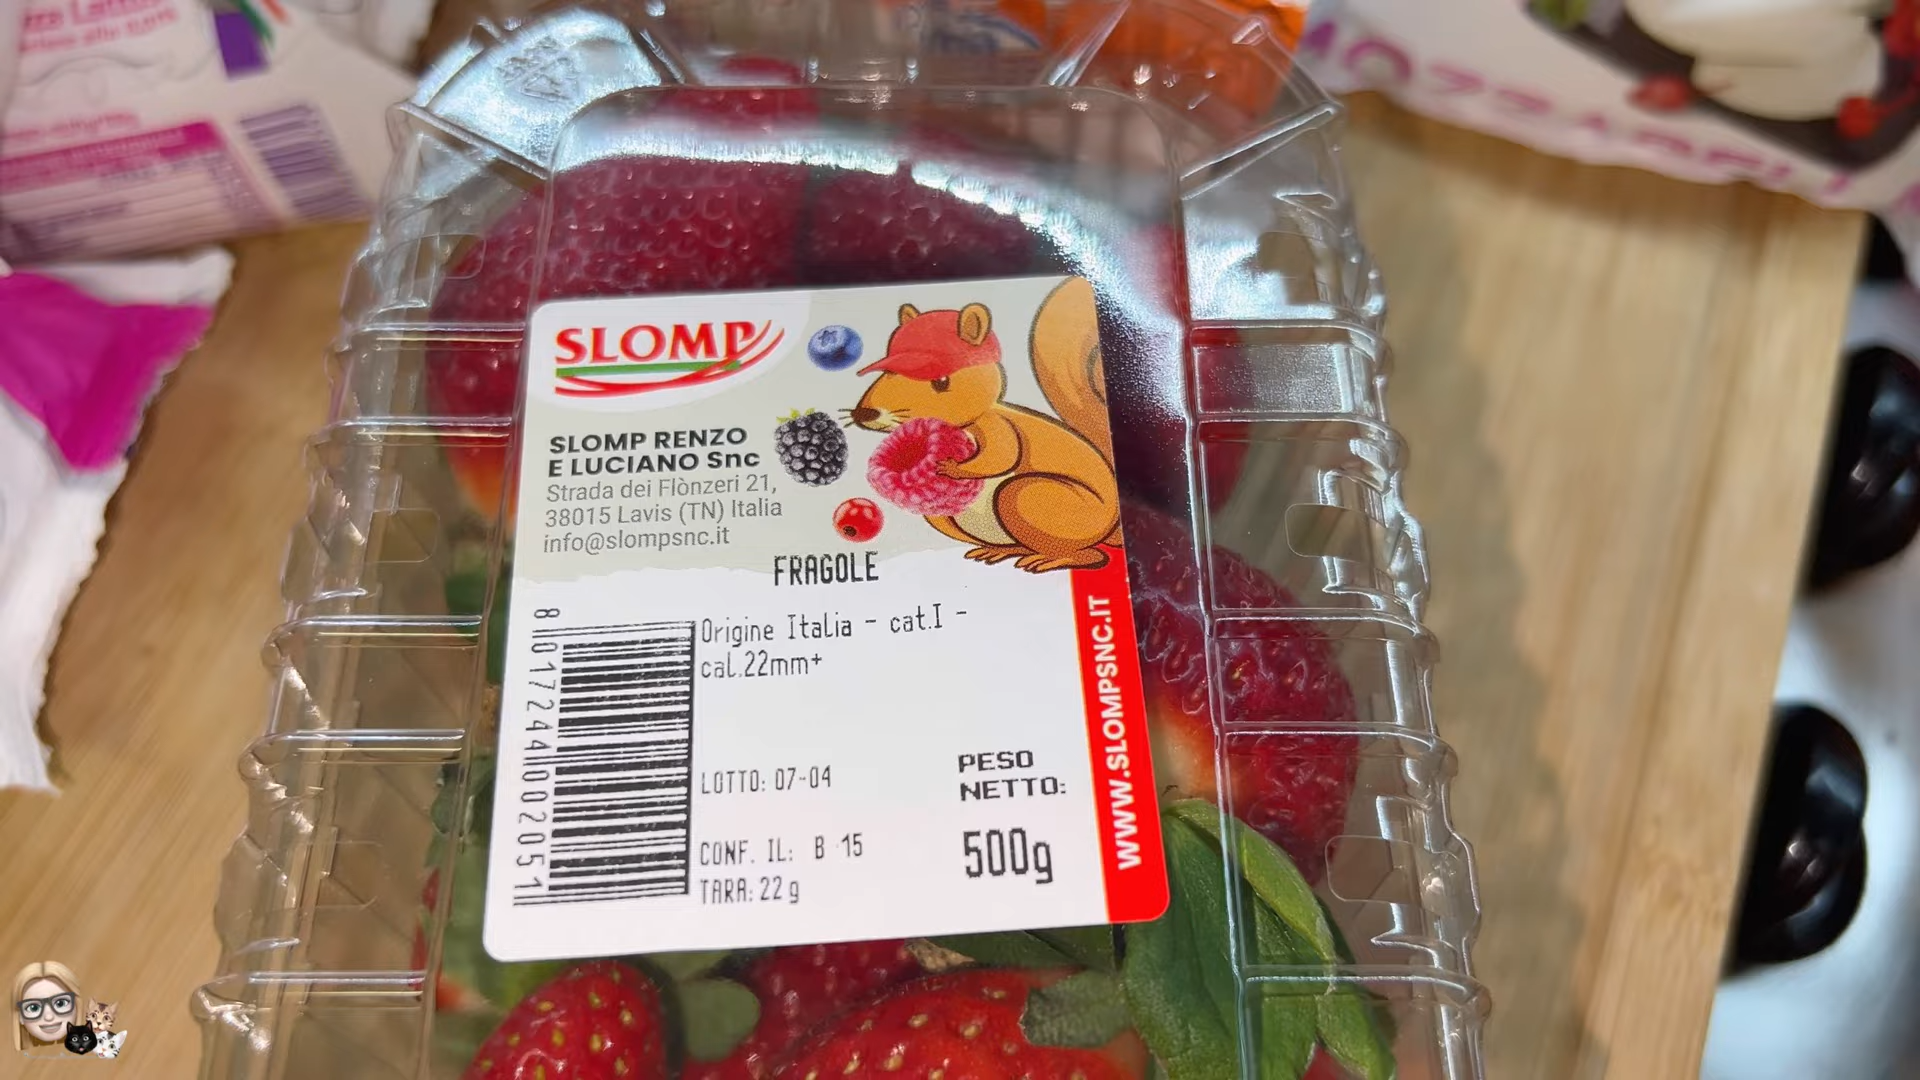 MOZZARELLA
SLOMP
SLOMP RENZO
E LUCIANO Snc
Strada dei Flònzeri 21,
38015 Lavis (TN) Italia
info@slompsnc.it
FRAGOLE
Origine Italia - cat.I -
cal.22mm+
LOTTO: 07-04
PESO
NETTO:
CONF. IL: B 15
500g
TARA: 22 g
8017244002051
WWW.SLOMPSNC.IT